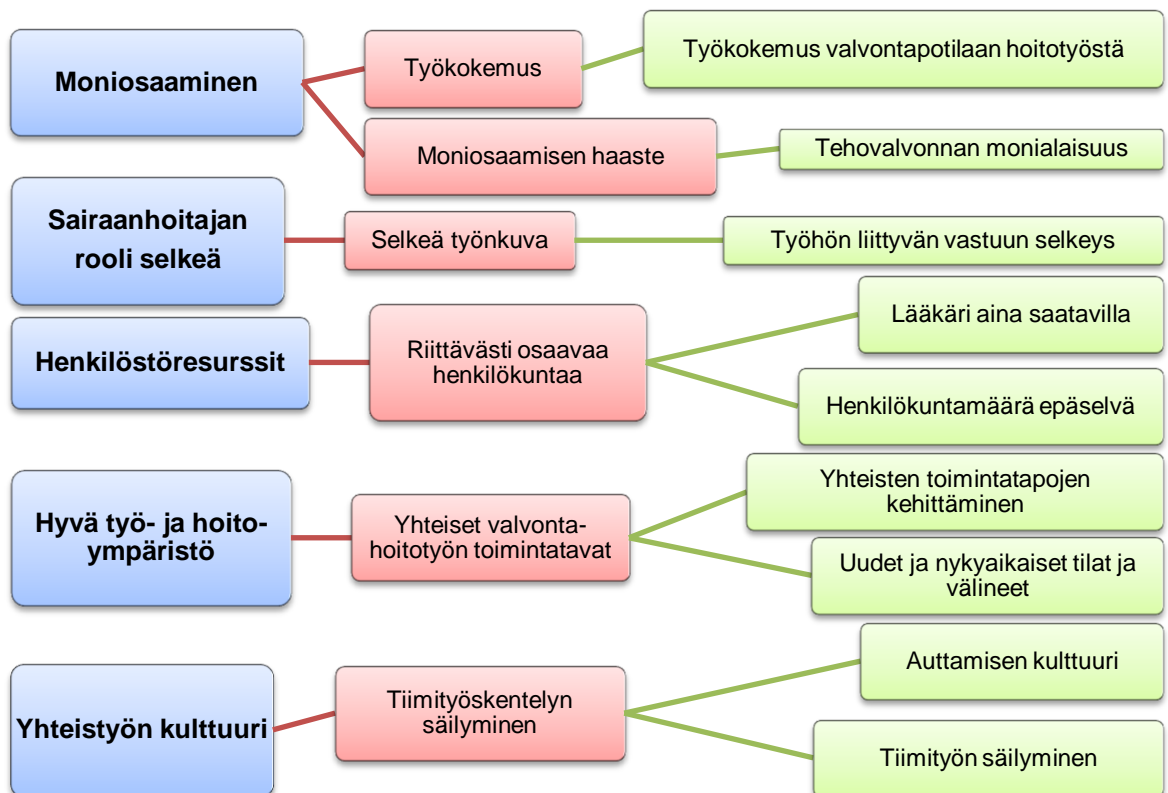 Moniosaaminen
Työkokemus
Työkokemus valvontapotilaan hoitotyöstä
Moniosaamisen haaste
Tehovalvonnan monialaisuus
Sairaanhoitajan
rooli selkeä
Selkeä työnkuva
Työhön liittyvän vastuun selkeys
Henkilöstöresurssit
Riittävästi osaavaa
henkilökuntaa
Lääkäri aina saatavilla
Henkilökuntamäärä epäselvä
Hyvä työ- ja hoito-
ympäristö
Yhteiset valvonta-
hoitotyön toimintatavat
Yhteisten toimintatapojen
kehittäminen
Uudet ja nykyaikaiset tilat ja
välineet
Yhteistyön kulttuuri
Tiimityöskentelyn
säilyminen
Auttamisen kulttuuri
Tiimityön säilyminen